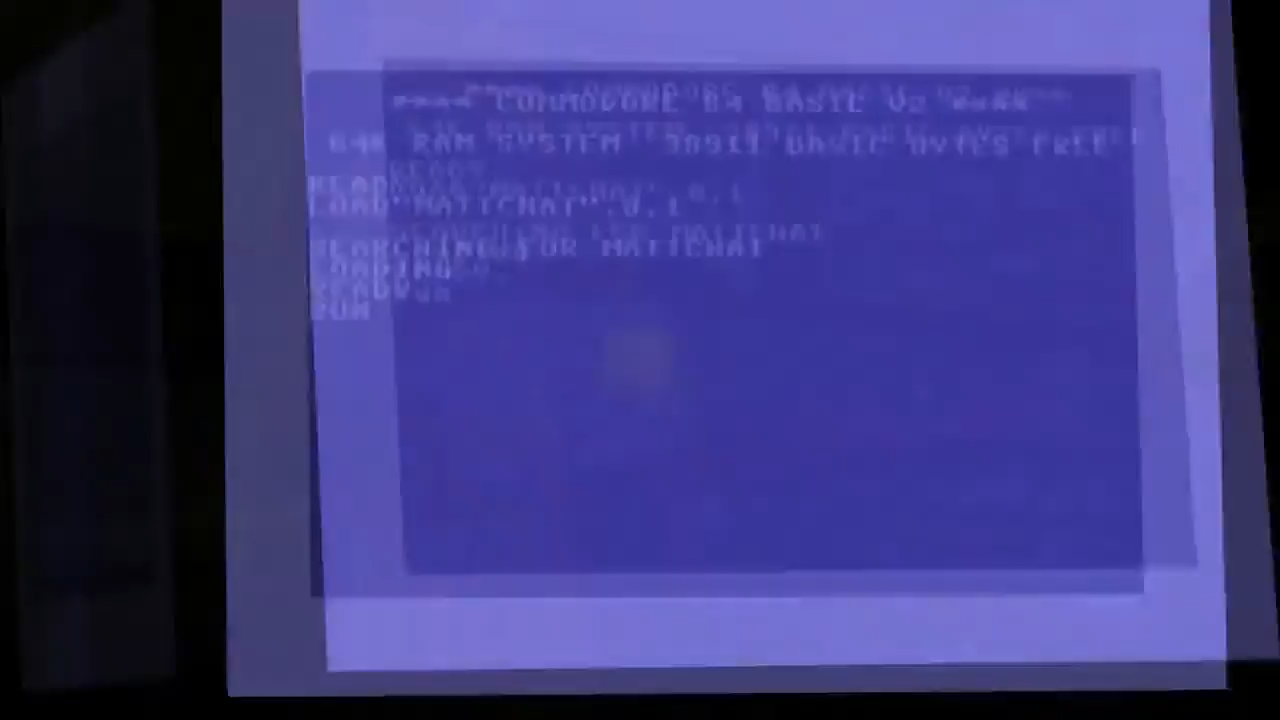 **** COMMODORE 64 BASIC V2 ****
64K RAM SYSTEM 38911 BASIC BYTES FREE
READY.
LOAD"MATTCHAT",8,1
SEARCHING FOR MATTCHAT
LOADING
READY.
RUN